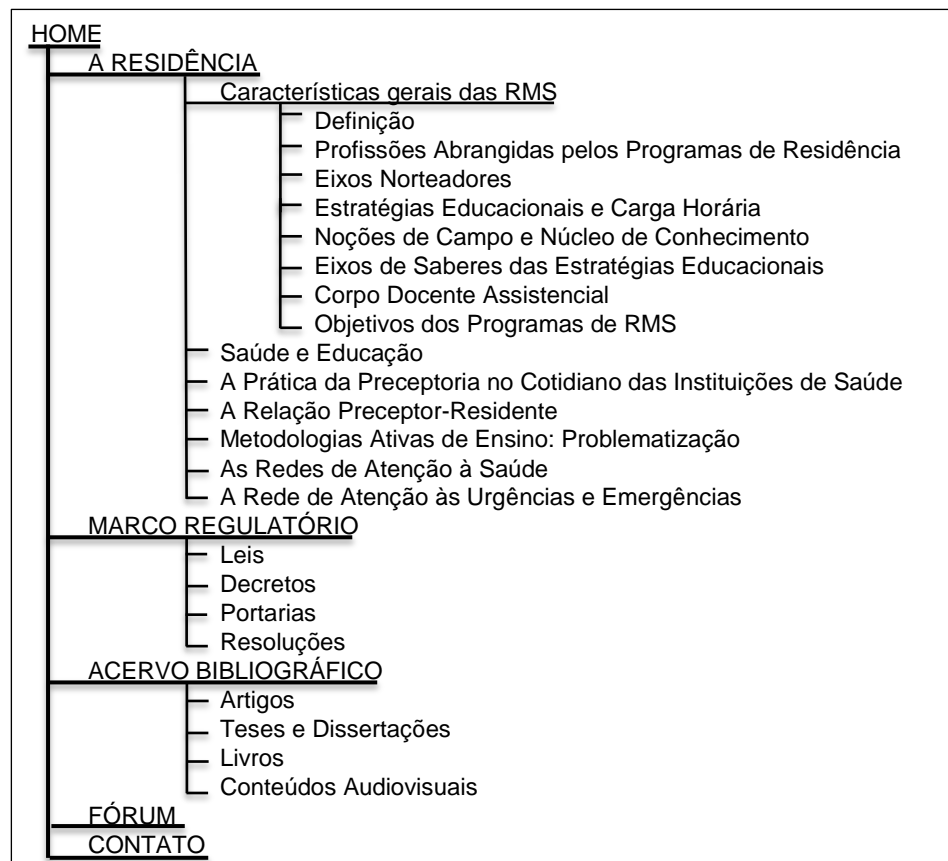 HOME
A RESIDÊNCIA
Características gerais das RMS
Definição
Profissões Abrangidas pelos Programas de Residência
Eixos Norteadores
Estratégias Educacionais e Carga Horária
Noções de Campo e Núcleo de Conhecimento
Eixos de Saberes das Estratégias Educacionais
Corpo Docente Assistencial
Objetivos dos Programas de RMS
Saúde e Educação
A Prática da Preceptoria no Cotidiano das Instituições de Saúde
A Relação Preceptor-Residente
Metodologias Ativas de Ensino: Problematização
As Redes de Atenção à Saúde
A Rede de Atenção às Urgências e Emergências
MARCO REGULATÓRIO
Leis
Decretos
Portarias
Resoluções
ACERVO BIBLIOGRÁFICO
Artigos
Teses e Dissertações
Livros
Conteúdos Audiovisuais
FÓRUM
CONTATO